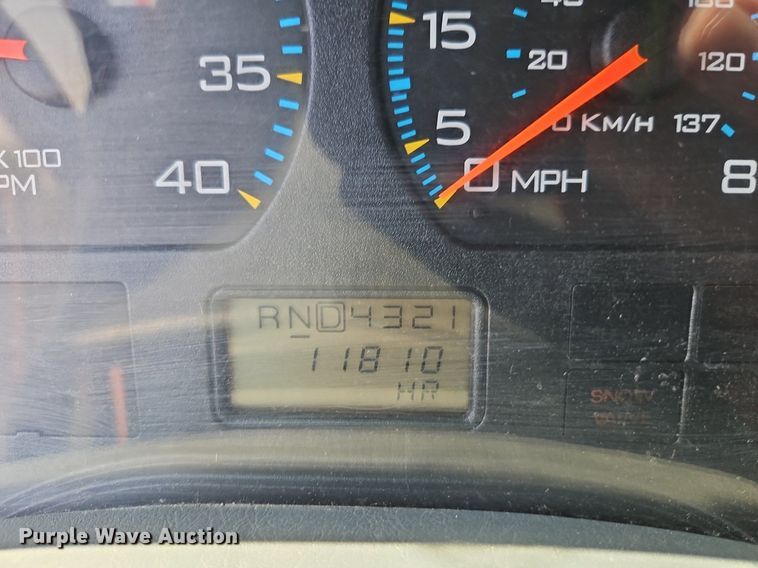 15
20
120
35
5
0 KM/H 137
X 100
PM
40
0 MPH
8
RND4321
11810
HR
SNOW
Purple Wave Auction